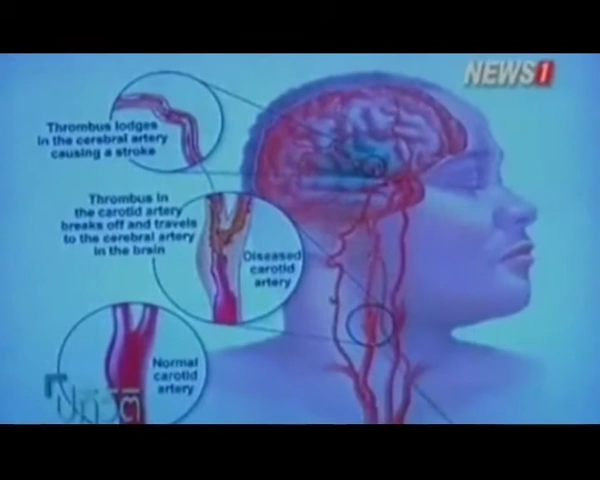 NEWS1
Thrombus lodges
in the cerebral artery
causing a stroke
Thrombus in
the carotid artery
breaks off and travels
to the cerebral artery
in the brain
Diseased
carotid
artery
Normal
carotid
artery